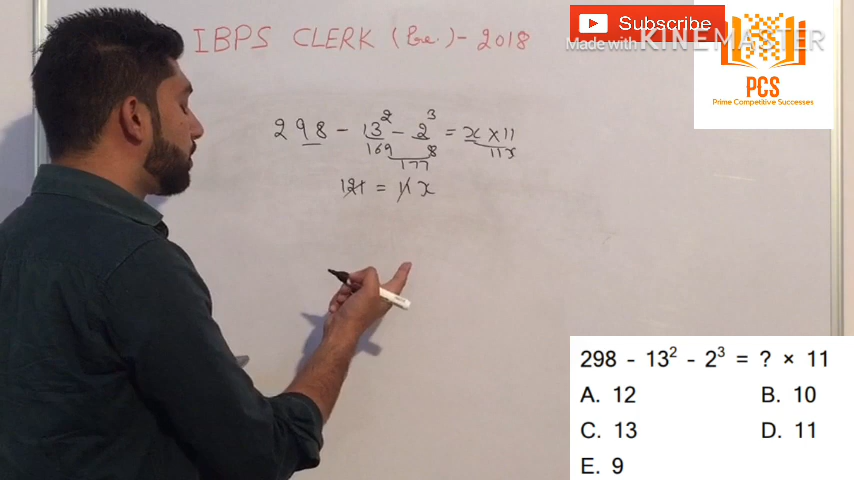 Subscribe
IBPS CLERK (Pre.) - 2018
Made with KINEMASTER
PCS
Prime Competitive Successes
298 - 13² - 2³ = x × 11
169 8 11x
177
121 = 11 x
298 - 13² - 2³ = ? × 11
A. 12 B. 10
C. 13 D. 11
E. 9